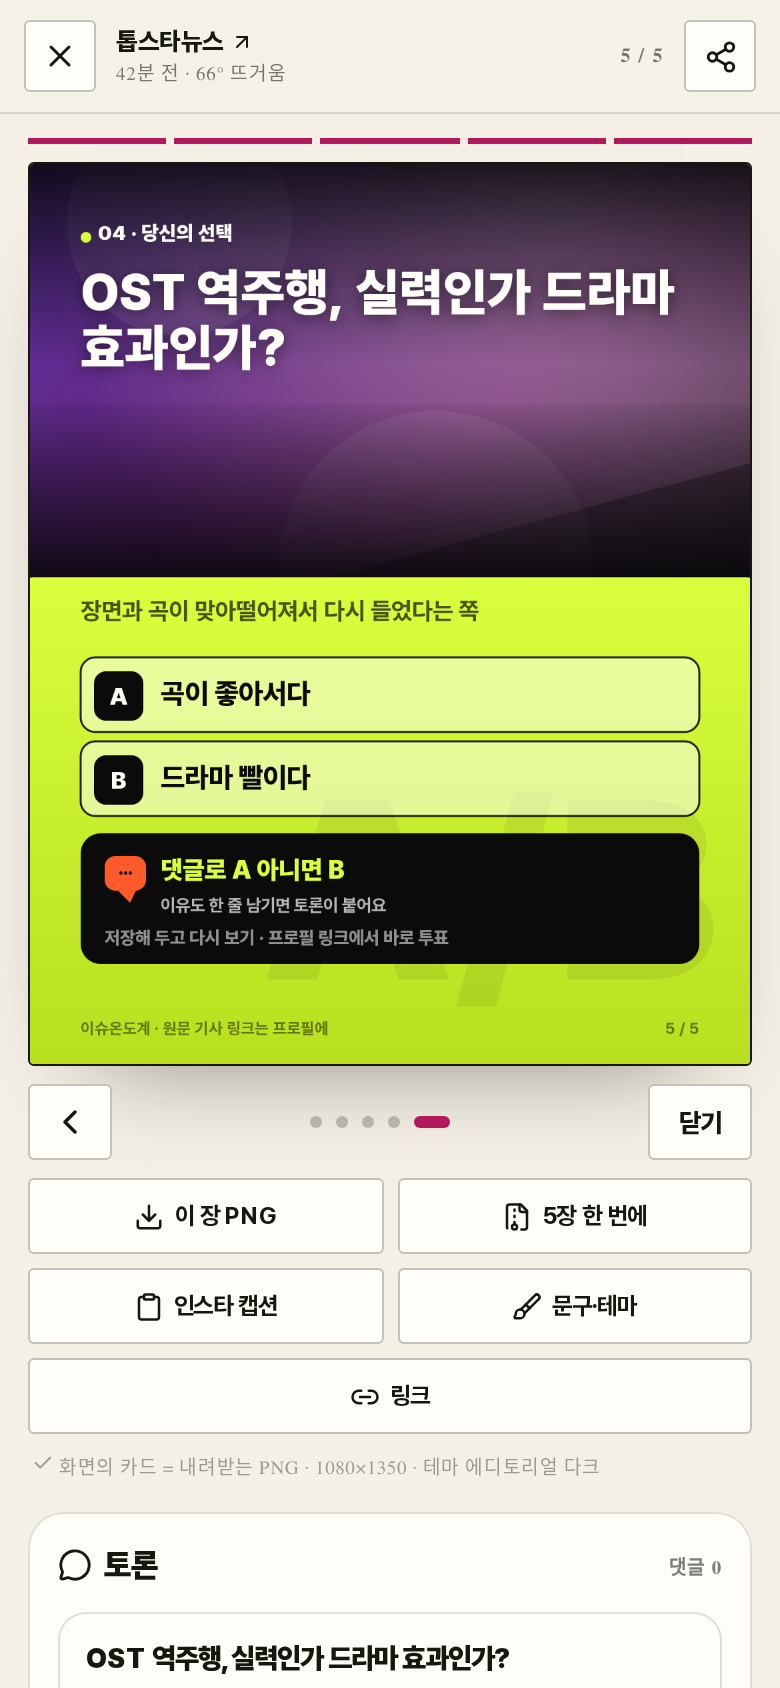 톱스타뉴스
42분 전 · 66° 뜨거움
5 / 5
04 · 당신의 선택
OST 역주행, 실력인가 드라마
효과인가?
장면과 곡이 맞아떨어져서 다시 들었다는 쪽
A 곡이 좋아서다
B 드라마 빨이다
A/B
댓글로 A 아니면 B
이유도 한 줄 남기면 토론이 붙어요
저장해 두고 다시 보기 · 프로필 링크에서 바로 투표
이슈온도계 · 원문 기사 링크는 프로필에
5 / 5
닫기
이 장 PNG
5장 한 번에
인스타 캡션
문구·테마
링크
화면의 카드 = 내려받는 PNG · 1080×1350 · 테마 에디토리얼 다크
토론
댓글 0
OST 역주행, 실력인가 드라마 효과인가?